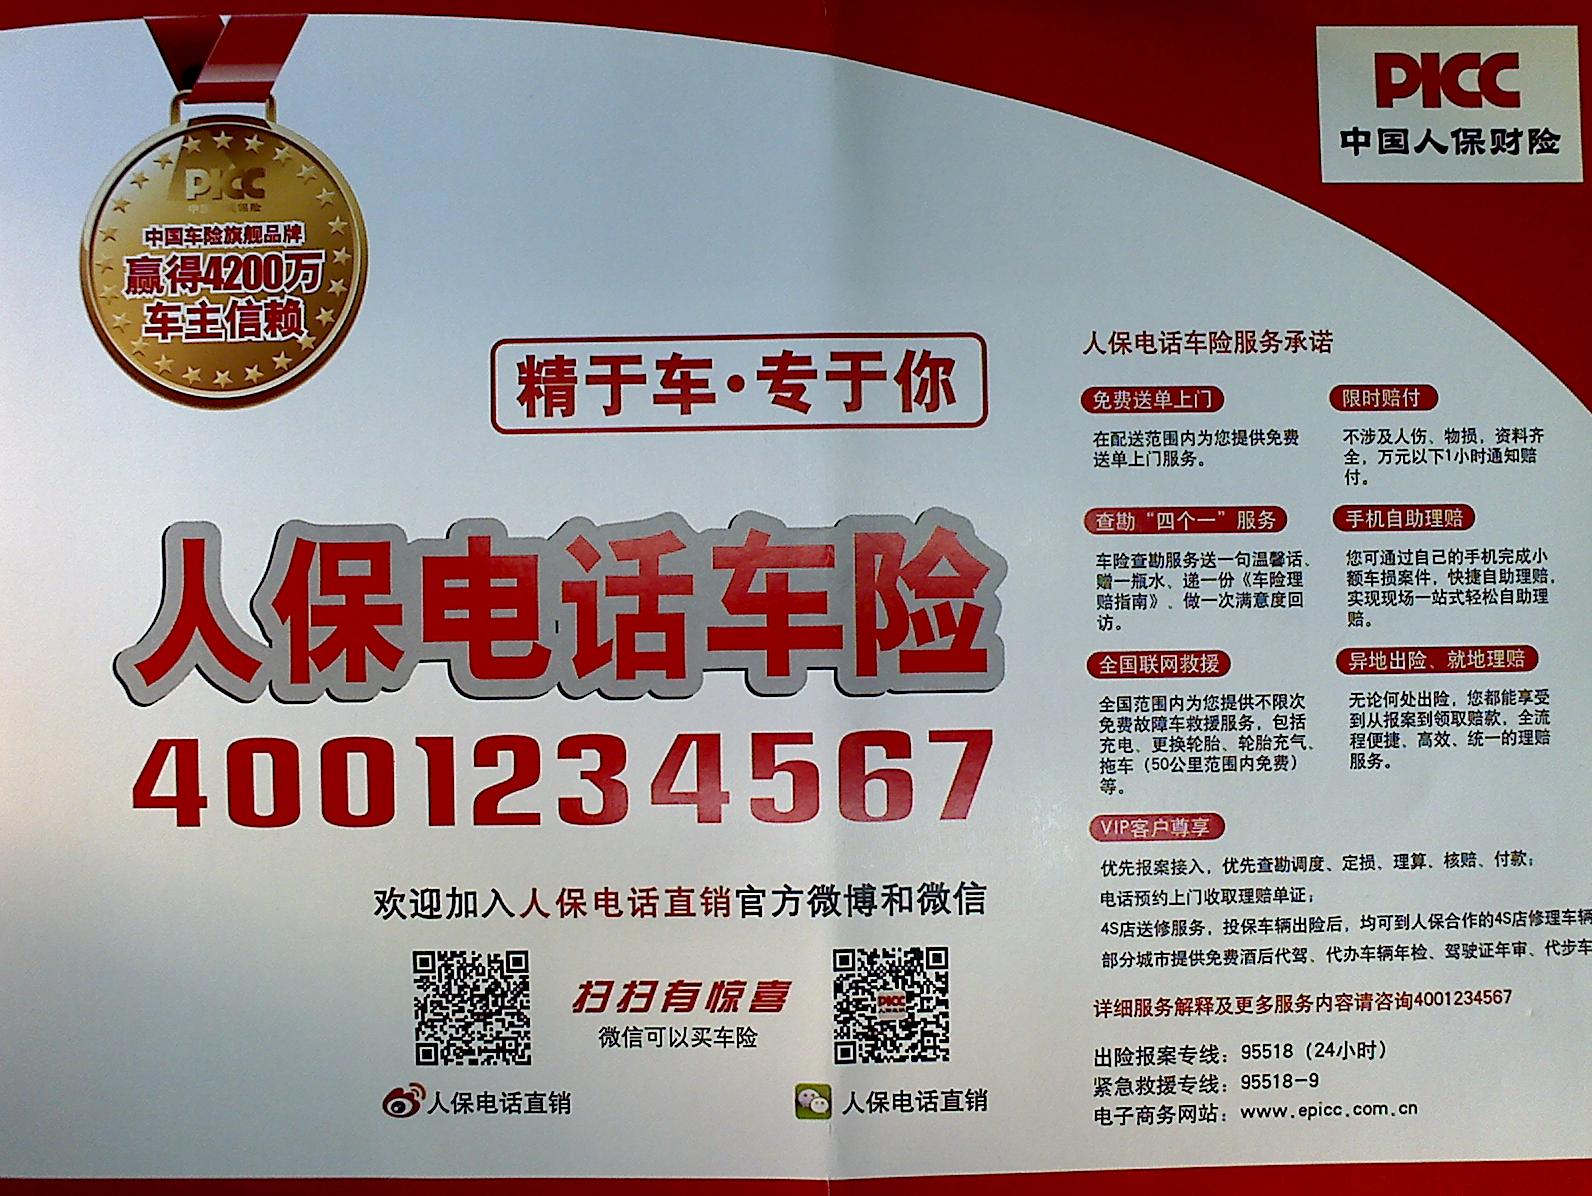 PICC
中国人保财险
PICC
中国车险旗舰品牌
赢得4200万
车主信赖
精于车·专于你
人保电话车险
4001234567
欢迎加入人保电话直销官方微博和微信
扫扫有惊喜
微信可以买车险
人保电话直销
PICC
人保电话直销
人保电话车险服务承诺
免费送单上门
在配送范围内为您提供免费
送单上门服务。
限时赔付
不涉及人伤、物损，资料齐
全，万元以下1小时通知赔
付。
查勘“四个一”服务
车险查勘服务送一句温馨话、
赠一瓶水、递一份《车险理
赔指南》、做一次满意度回
访。
手机自助理赔
您可通过自己的手机完成小
额车损案件，快捷自助理赔，
实现现场一站式轻松自助理
赔。
全国联网救援
全国范围内为您提供不限次
免费故障车救援服务，包括
充电、更换轮胎、轮胎充气、
拖车（50公里范围内免费）
等。
异地出险、就地理赔
无论何处出险，您都能享受
到从报案到领取赔款，全流
程便捷、高效、统一的理赔
服务。
VIP客户尊享
优先报案接入，优先查勘调度、定损、理算、核赔、付款；
电话预约上门收取理赔单证；
4S店送修服务，投保车辆出险后，均可到人保合作的4S店修理车辆
部分城市提供免费酒后代驾、代办车辆年检、驾驶证年审、代步车
详细服务解释及更多服务内容请咨询4001234567
出险报案专线：95518（24小时）
紧急救援专线：95518-9
电子商务网站：www.epicc.com.cn